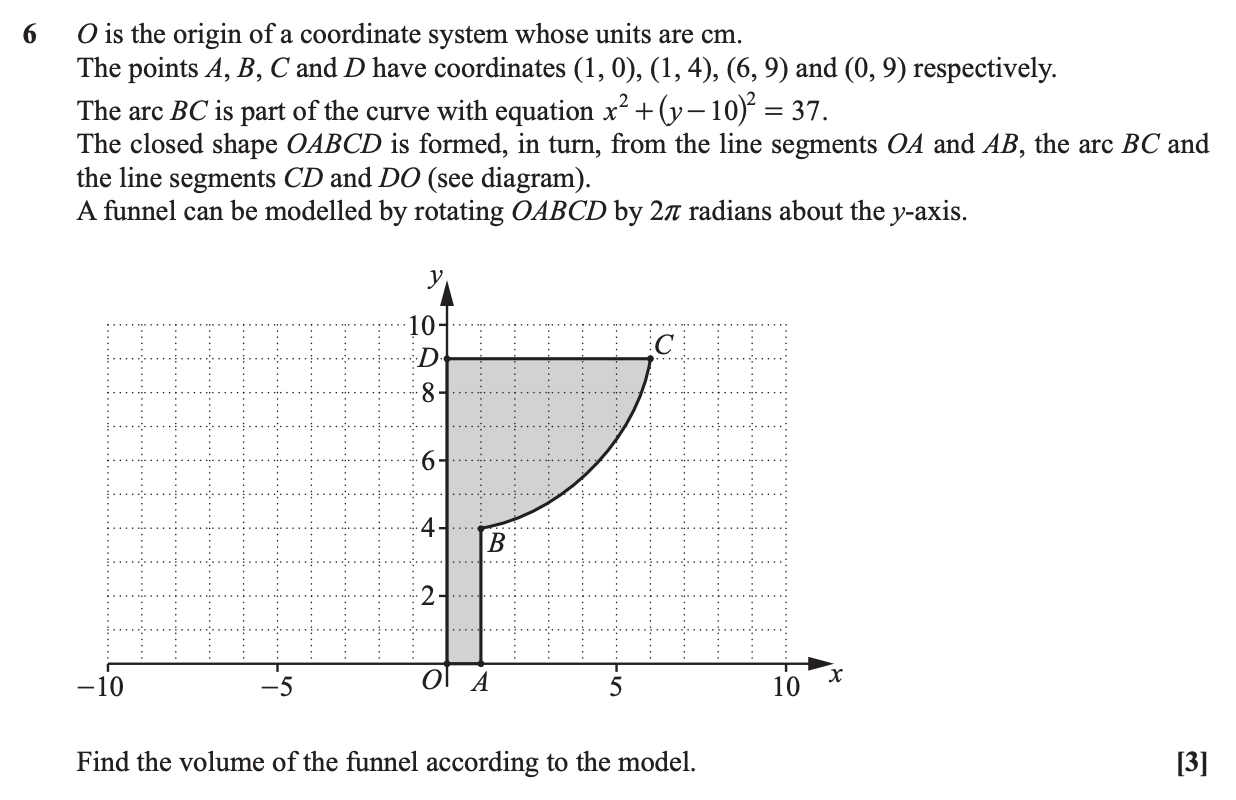 6 O is the origin of a coordinate system whose units are cm.
The points A, B, C and D have coordinates (1, 0), (1, 4), (6, 9) and (0, 9) respectively.
The arc BC is part of the curve with equation x² + (y − 10)² = 37.
The closed shape OABCD is formed, in turn, from the line segments OA and AB, the arc BC and
the line segments CD and DO (see diagram).
A funnel can be modelled by rotating OABCD by 2π radians about the y-axis.
y
10
D C
8
6
4
B
2
O A x
−10 −5 5 10
Find the volume of the funnel according to the model. [3]